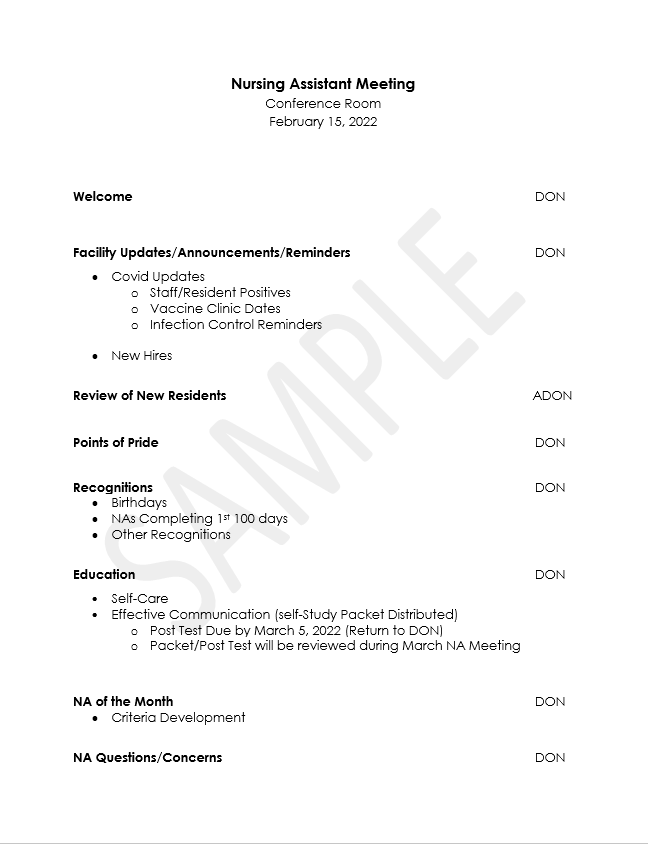 Nursing Assistant Meeting
Conference Room
February 15, 2022
Welcome DON
Facility Updates/Announcements/Reminders DON
• Covid Updates
o Staff/Resident Positives
o Vaccine Clinic Dates
o Infection Control Reminders
• New Hires
Review of New Residents ADON
Points of Pride DON
Recognitions DON
• Birthdays
• NAs Completing 1st 100 days
• Other Recognitions
Education DON
• Self-Care
• Effective Communication (self-Study Packet Distributed)
o Post Test Due by March 5, 2022 (Return to DON)
o Packet/Post Test will be reviewed during March NA Meeting
NA of the Month DON
• Criteria Development
NA Questions/Concerns DON
SAMPLE